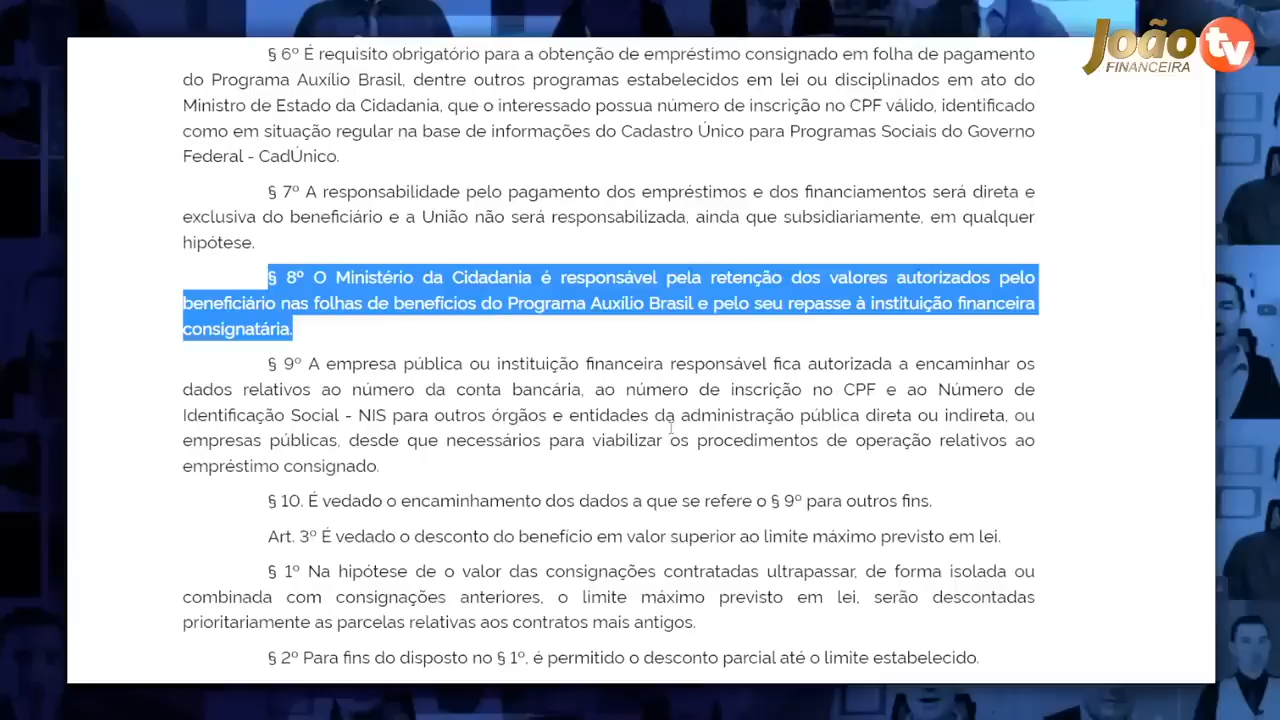 João
FINANCEIRA
tv
§ 6º É requisito obrigatório para a obtenção de empréstimo consignado em folha de pagamento
do Programa Auxílio Brasil, dentre outros programas estabelecidos em lei ou disciplinados em ato do
Ministro de Estado da Cidadania, que o interessado possua número de inscrição no CPF válido, identificado
como em situação regular na base de informações do Cadastro Único para Programas Sociais do Governo
Federal - CadÚnico.
§ 7º A responsabilidade pelo pagamento dos empréstimos e dos financiamentos será direta e
exclusiva do beneficiário e a União não será responsabilizada, ainda que subsidiariamente, em qualquer
hipótese.
§ 8º O Ministério da Cidadania é responsável pela retenção dos valores autorizados pelo
beneficiário nas folhas de benefícios do Programa Auxílio Brasil e pelo seu repasse à instituição financeira
consignatária.
§ 9º A empresa pública ou instituição financeira responsável fica autorizada a encaminhar os
dados relativos ao número da conta bancária, ao número de inscrição no CPF e ao Número de
Identificação Social - NIS para outros órgãos e entidades da administração pública direta ou indireta, ou
empresas públicas, desde que necessários para viabilizar os procedimentos de operação relativos ao
empréstimo consignado.
§ 10. É vedado o encaminhamento dos dados a que se refere o § 9º para outros fins.
Art. 3º É vedado o desconto do benefício em valor superior ao limite máximo previsto em lei.
§ 1º Na hipótese de o valor das consignações contratadas ultrapassar, de forma isolada ou
combinada com consignações anteriores, o limite máximo previsto em lei, serão descontadas
prioritariamente as parcelas relativas aos contratos mais antigos.
§ 2º Para fins do disposto no § 1º, é permitido o desconto parcial até o limite estabelecido.